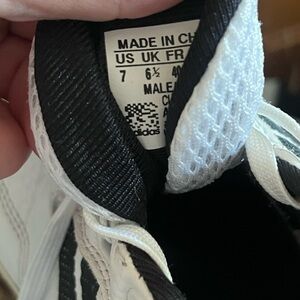 MADE IN CH
US UK FR
7 6½ 40
MALE
adidas